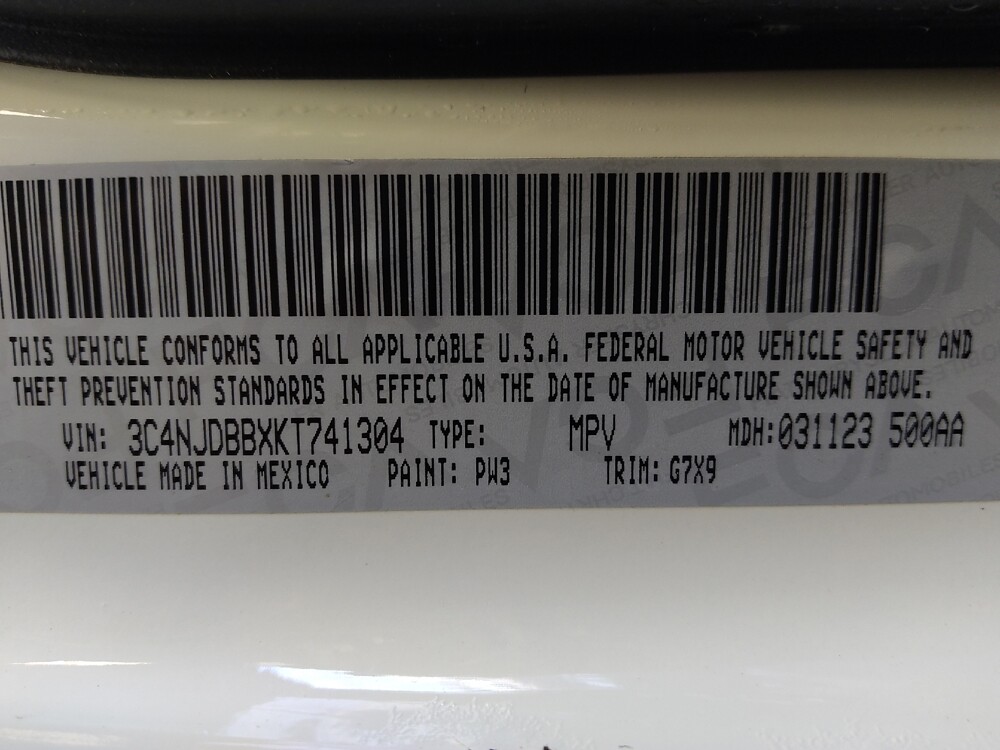 THIS VEHICLE CONFORMS TO ALL APPLICABLE U.S.A. FEDERAL MOTOR VEHICLE SAFETY AND
THEFT PREVENTION STANDARDS IN EFFECT ON THE DATE OF MANUFACTURE SHOWN ABOVE.
VIN: 3C4NJDBBXKT741304 TYPE: MPV MDH: 031123 500AA
VEHICLE MADE IN MEXICO PAINT: PW3 TRIM: G7X9